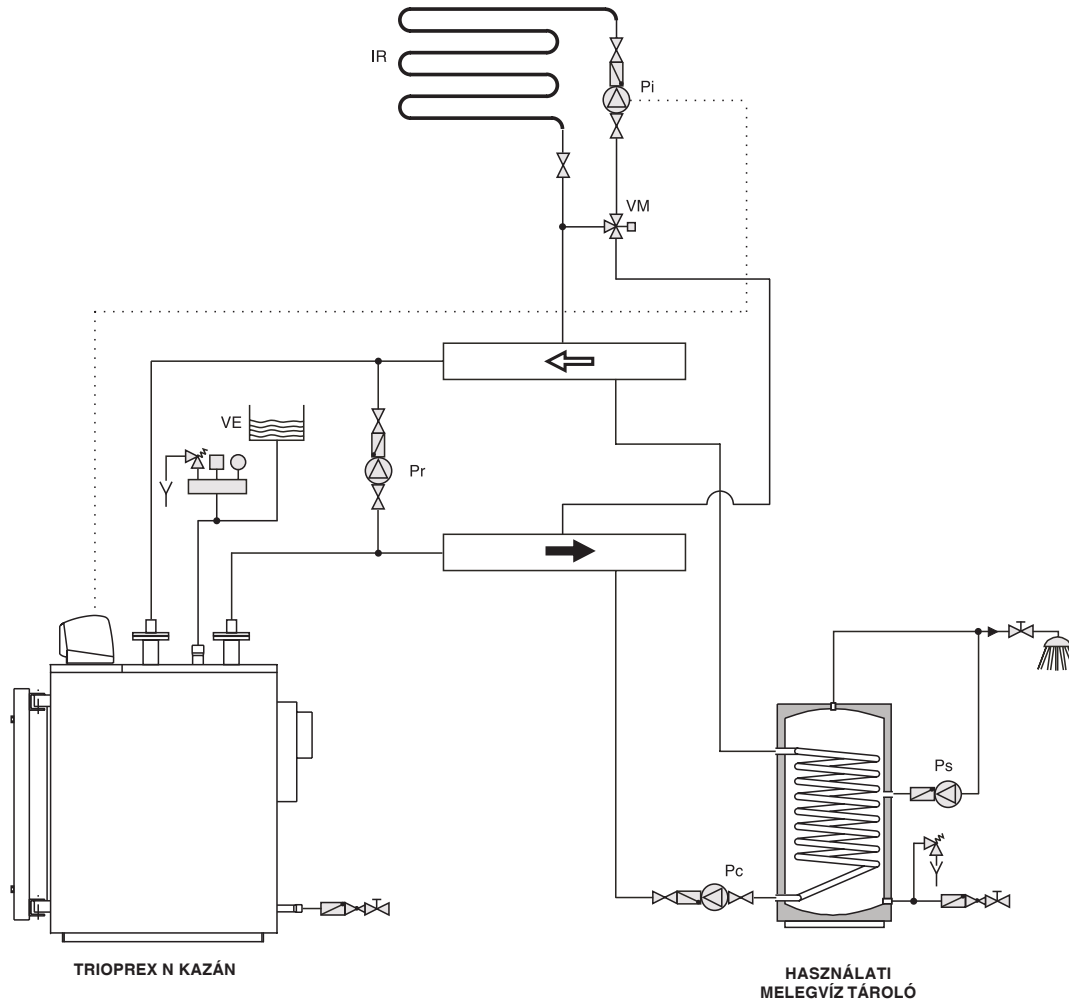 IR
Pi
VM
VE
Pr
Ps
Pc
TRIOPREX N KAZÁN
HASZNÁLATI
MELEGVÍZ TÁROLÓ